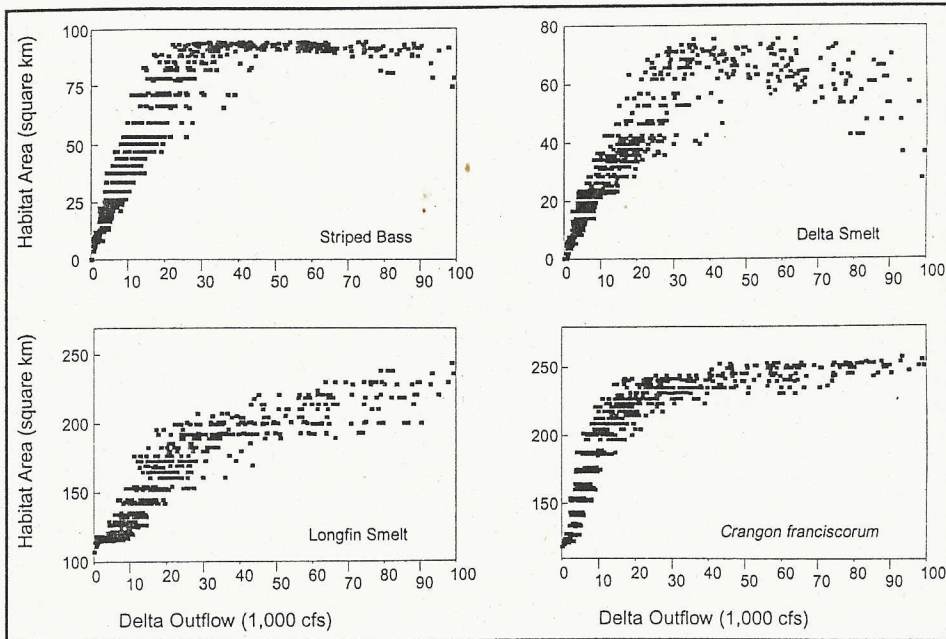 Habitat Area (square km)
100
75
50
25
0
Striped Bass
0 10 20 30 40 50 60 70 80 90 100
80
60
40
20
0
Delta Smelt
0 10 20 30 40 50 60 70 80 90 100
Habitat Area (square km)
250
200
150
100
Longfin Smelt
0 10 20 30 40 50 60 70 80 90 100
Delta Outflow (1,000 cfs)
250
200
150
Crangon franciscorum
0 10 20 30 40 50 60 70 80 90 100
Delta Outflow (1,000 cfs)